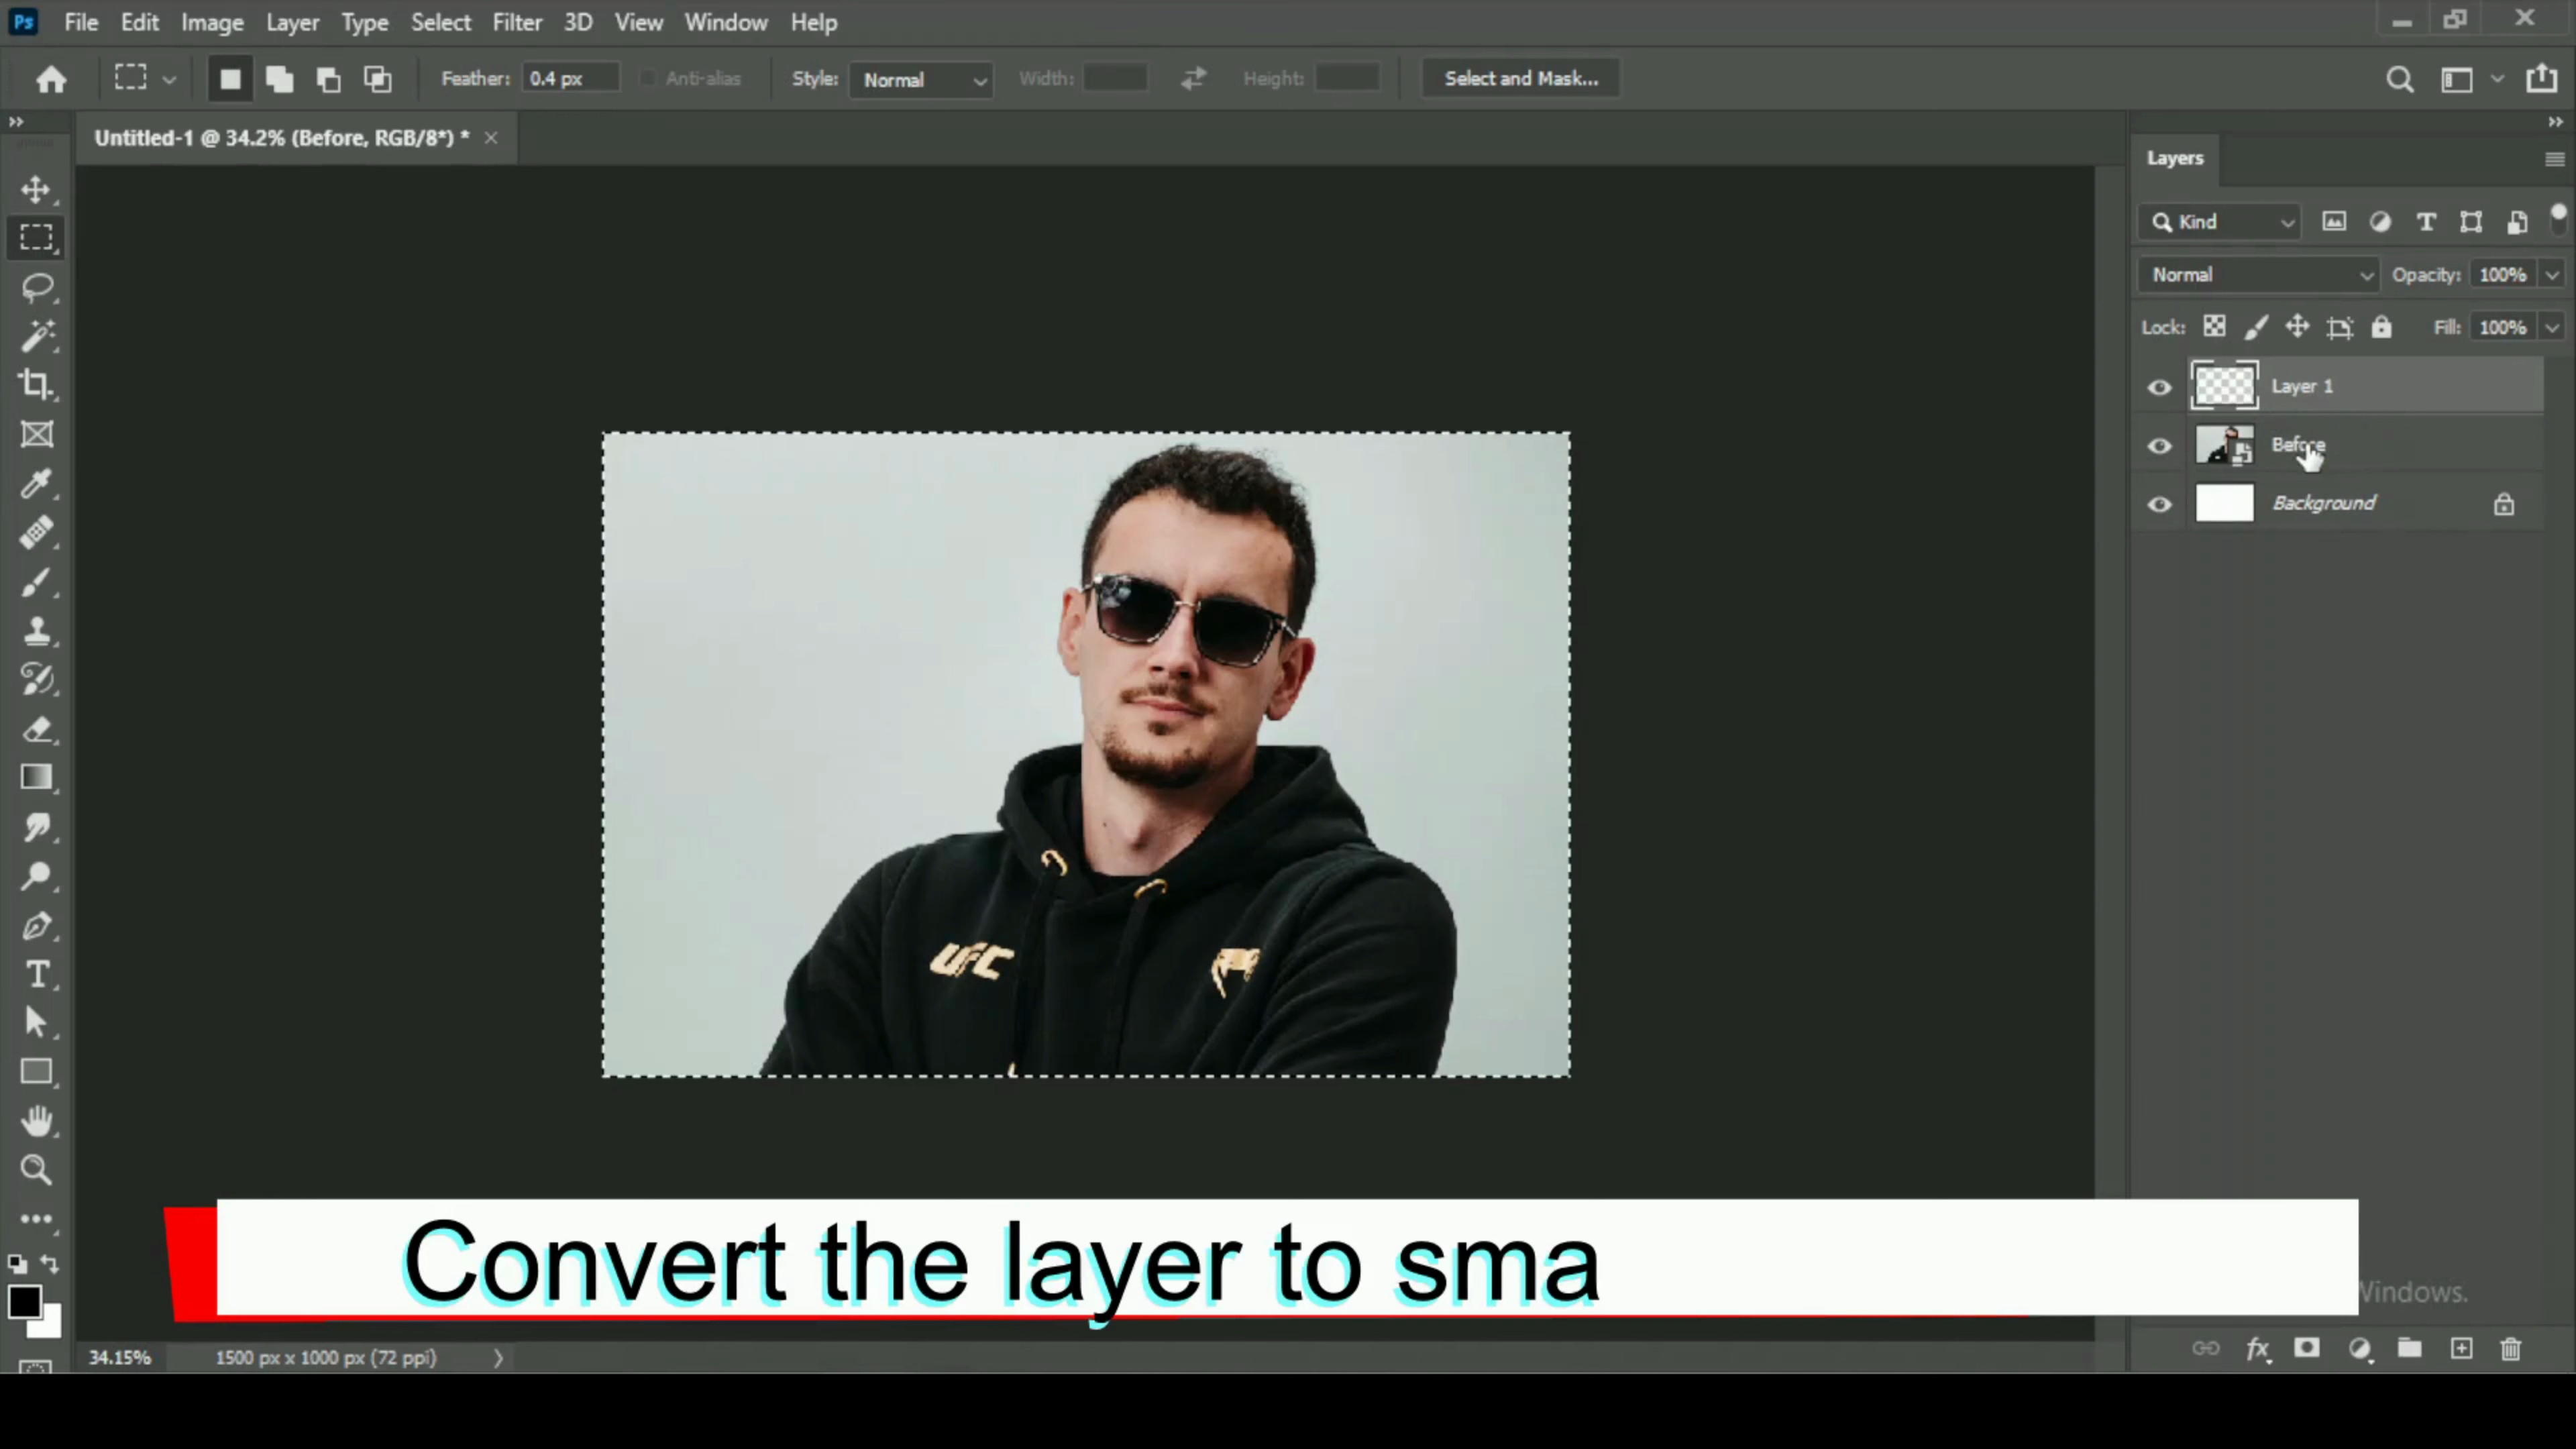 Ps File Edit Image Layer Type Select Filter 3D View Window Help
Feather: 0.4 px Anti-alias Style: Normal Width: Height: Select and Mask...
Untitled-1 @ 34.2% (Before, RGB/8*) * ×
Layers
Kind
Normal Opacity: 100%
Lock: Fill: 100%
Layer 1
Before
Background
UFC
Convert the layer to sma
Windows.
34.15% 1500 px x 1000 px (72 ppi)
fx